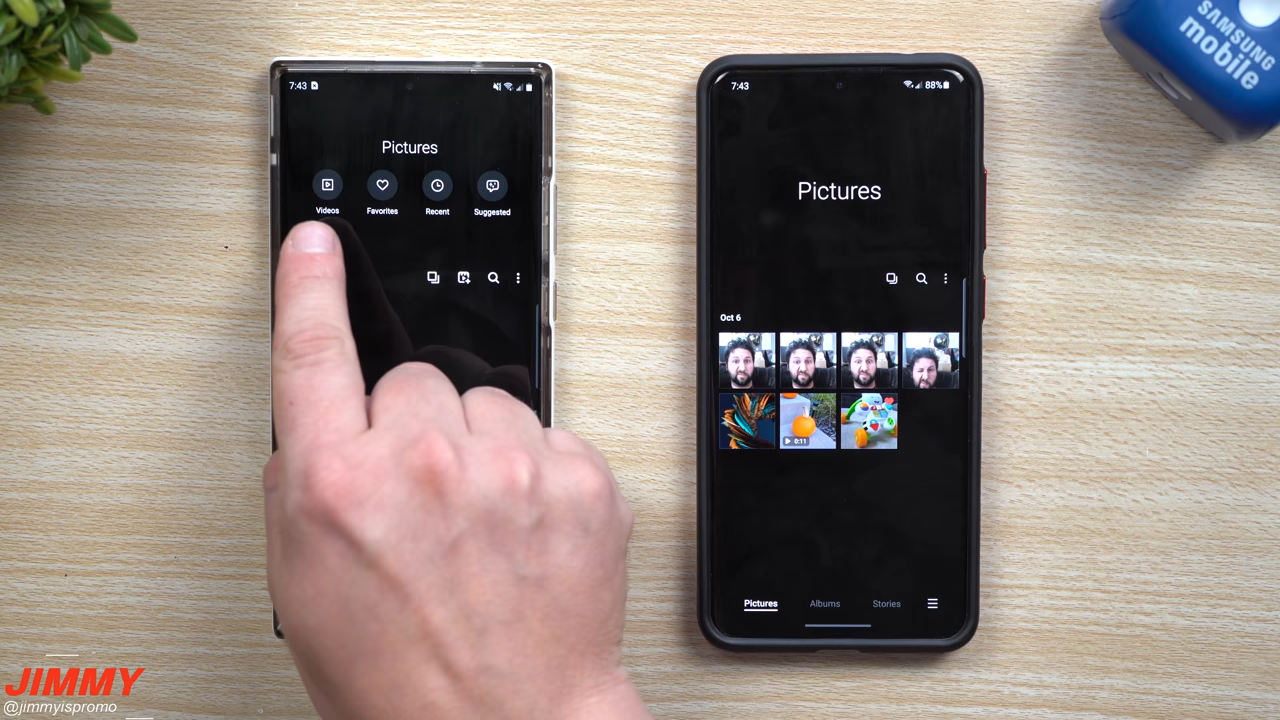 SAMSUNG
mobile
7:43
Pictures
Videos
Favorites
Recent
Suggested
7:43
88%
Pictures
Oct 6
0:11
Pictures
Albums
Stories
JIMMY
@jimmyispromo